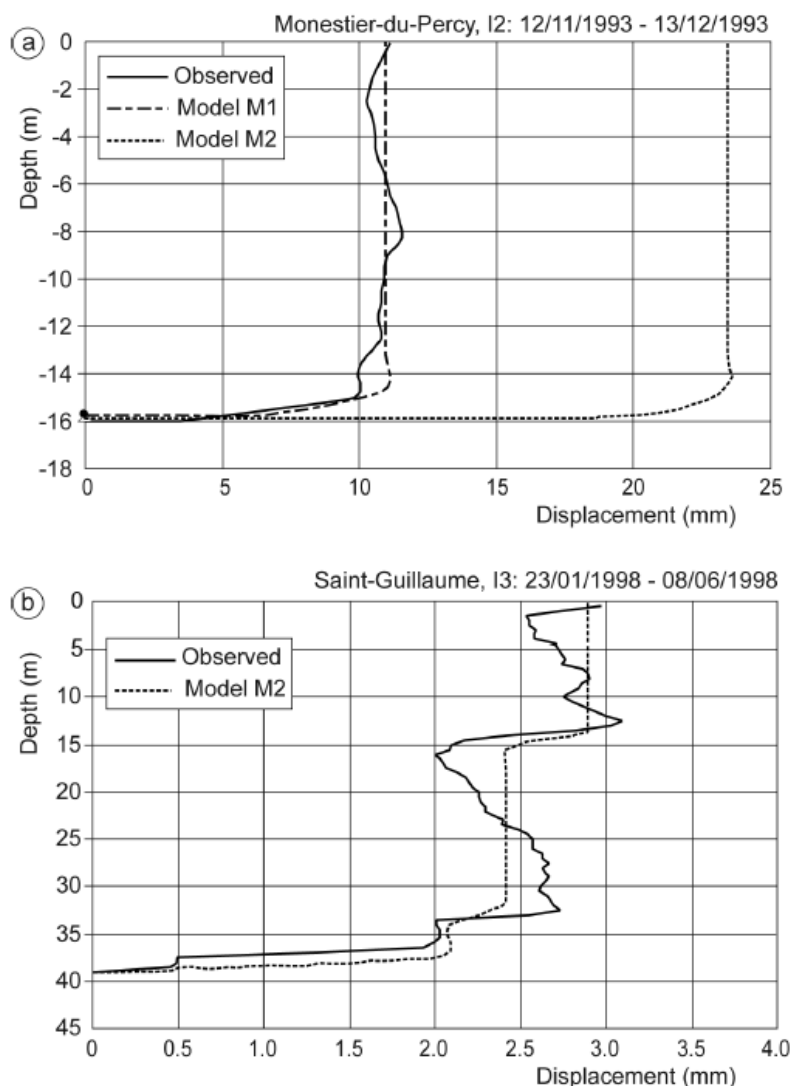 a
Monestier-du-Percy, I2: 12/11/1993 - 13/12/1993
Depth (m)
0
-2
-4
-6
-8
-10
-12
-14
-16
-18
Observed
Model M1
Model M2
0 5 10 15 20 25
Displacement (mm)
b
Saint-Guillaume, I3: 23/01/1998 - 08/06/1998
Depth (m)
0
5
10
15
20
25
30
35
40
45
Observed
Model M2
0 0.5 1.0 1.5 2.0 2.5 3.0 3.5 4.0
Displacement (mm)